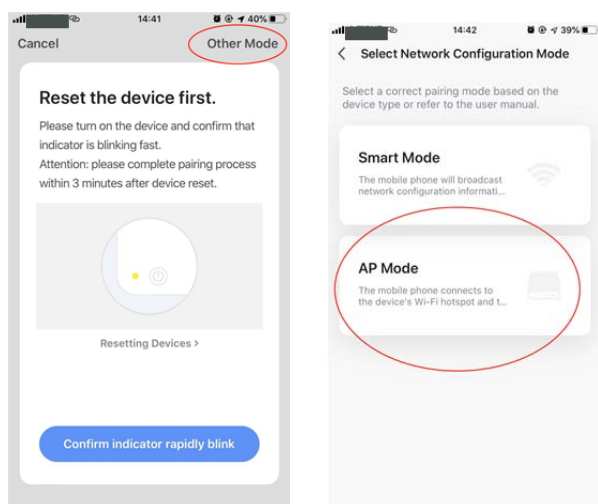 14:41
40%
Cancel
Other Mode
Reset the device first.
Please turn on the device and confirm that
indicator is blinking fast.
Attention: please complete pairing process
within 3 minutes after device reset.
Resetting Devices >
Confirm indicator rapidly blink
14:42
39%
Select Network Configuration Mode
Select a correct pairing mode based on the
device type or refer to the user manual.
Smart Mode
The mobile phone will broadcast
network configuration informati...
AP Mode
The mobile phone connects to
the device's Wi-Fi hotspot and t...